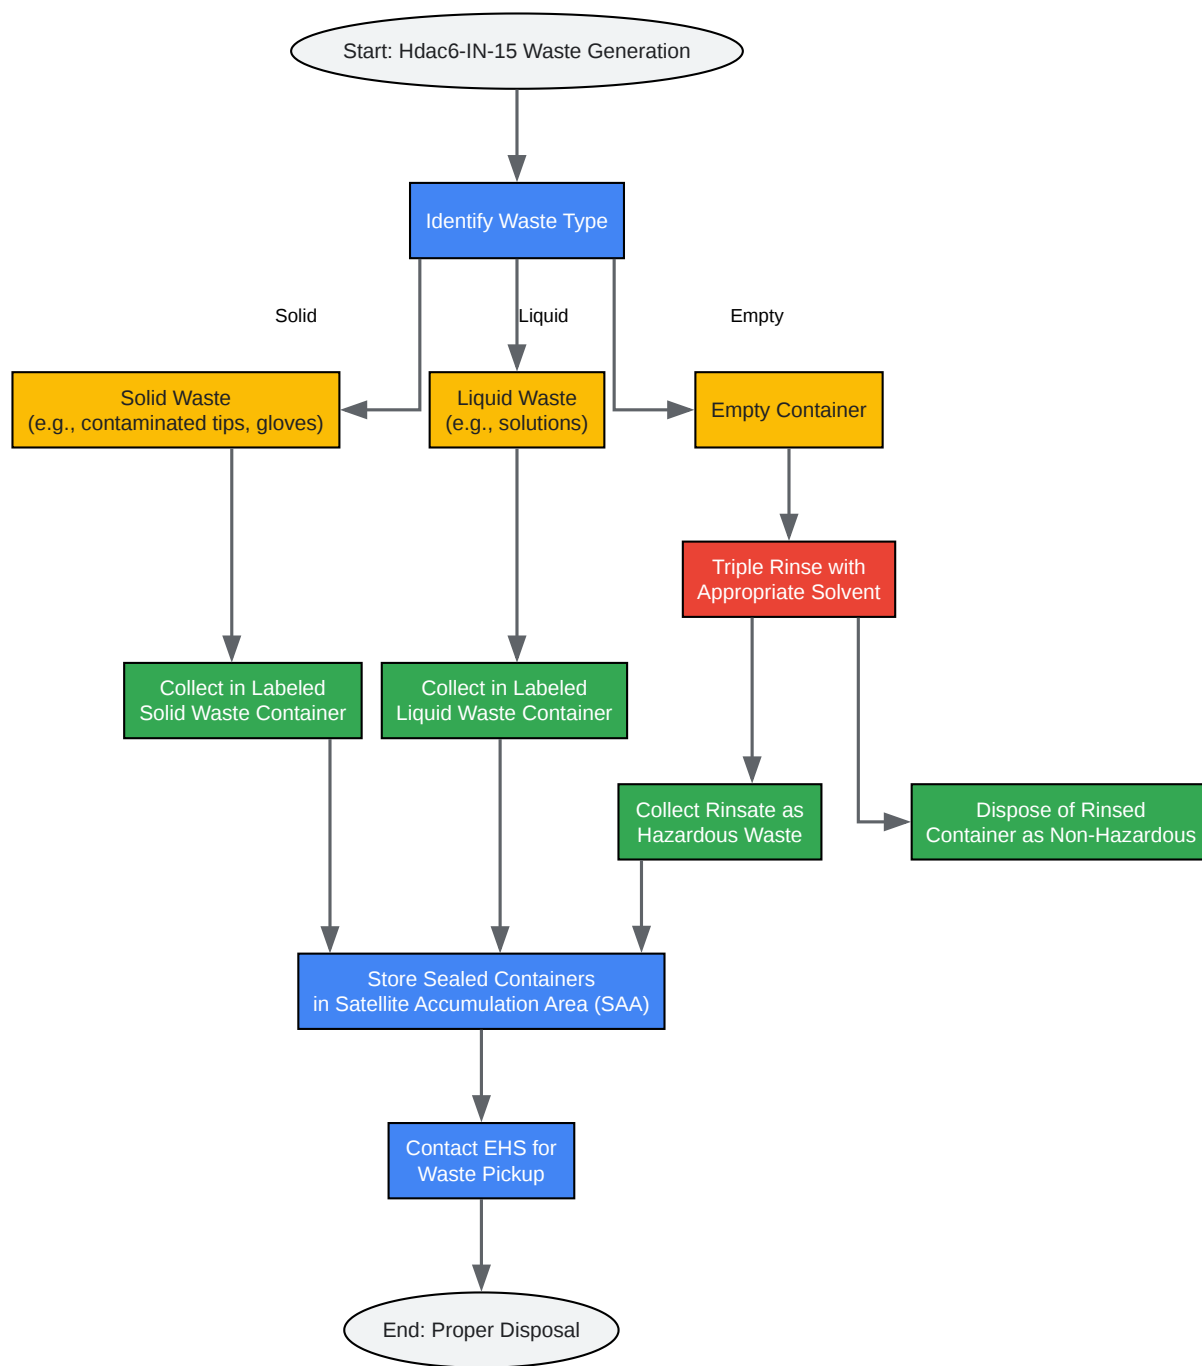 Start: Hdac6-IN-15 Waste Generation
Identify Waste Type
Solid
Liquid
Empty
Solid Waste
(e.g., contaminated tips, gloves)
Liquid Waste
(e.g., solutions)
Empty Container
Triple Rinse with
Appropriate Solvent
Collect in Labeled
Solid Waste Container
Collect in Labeled
Liquid Waste Container
Collect Rinsate as
Hazardous Waste
Dispose of Rinsed
Container as Non-Hazardous
Store Sealed Containers
in Satellite Accumulation Area (SAA)
Contact EHS for
Waste Pickup
End: Proper Disposal